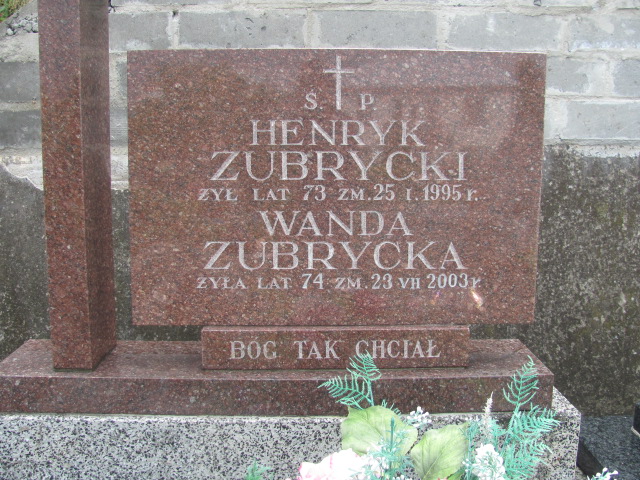 Ś. P.
HENRYK
ZUBRYCKI
ŻYŁ LAT 73 ZM. 25 I. 1995 r.
WANDA
ZUBRYCKA
ŻYŁA LAT 74 ZM. 23 VII 2003 r.
BÓG TAK CHCIAŁ